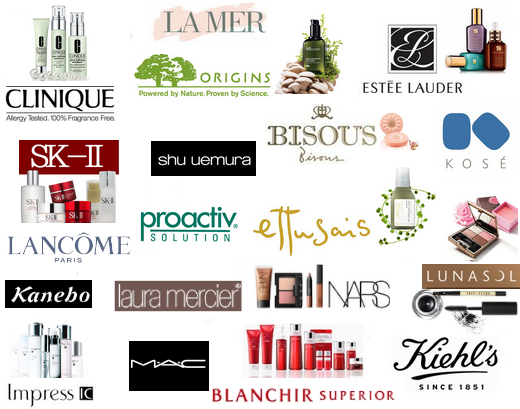 LA MER
CLINIQUE
Allergy Tested. 100% Fragrance Free.
ORIGINS
Powered by Nature. Proven by Science.
ESTĒE LAUDER
BISOUS
Bisous
KOSÉ
SK-II
shu uemura
LANCÔME
PARIS
proactiv®
SOLUTION
ettusais
LUNASOL
Kanebo
laura mercier
NARS
Impress IC
M·A·C
BLANCHIR SUPERIOR
Kiehl's
SINCE 1851